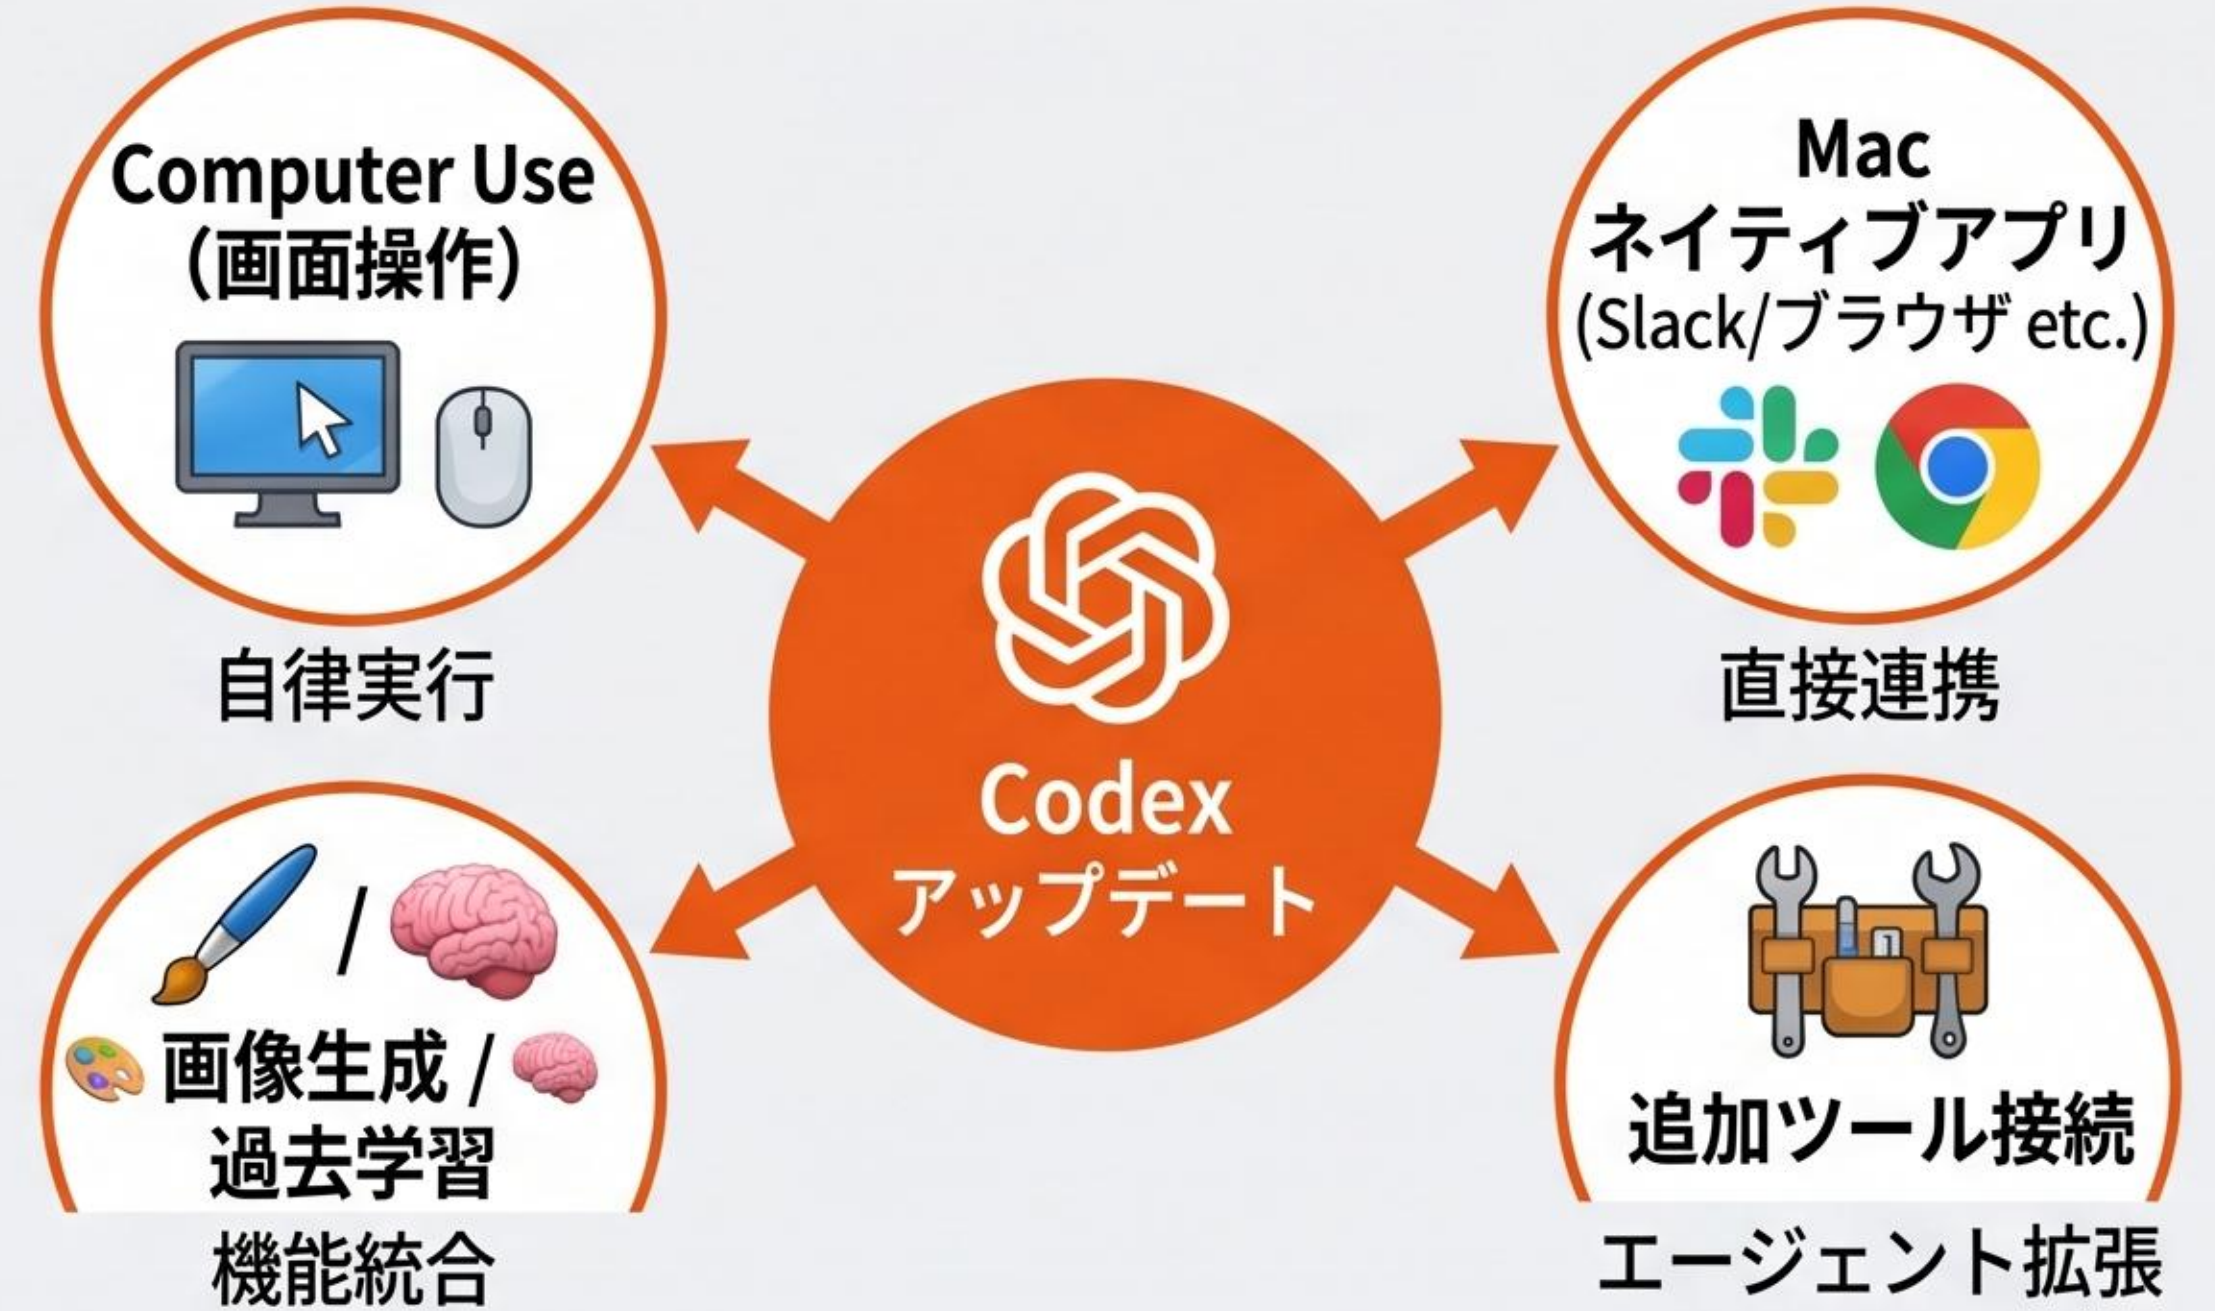 Computer Use
（画面操作）
自律実行
Mac
ネイティブアプリ
(Slack/ブラウザ etc.)
直接連携
Codex
アップデート
/
画像生成 /
過去学習
機能統合
追加ツール接続
エージェント拡張